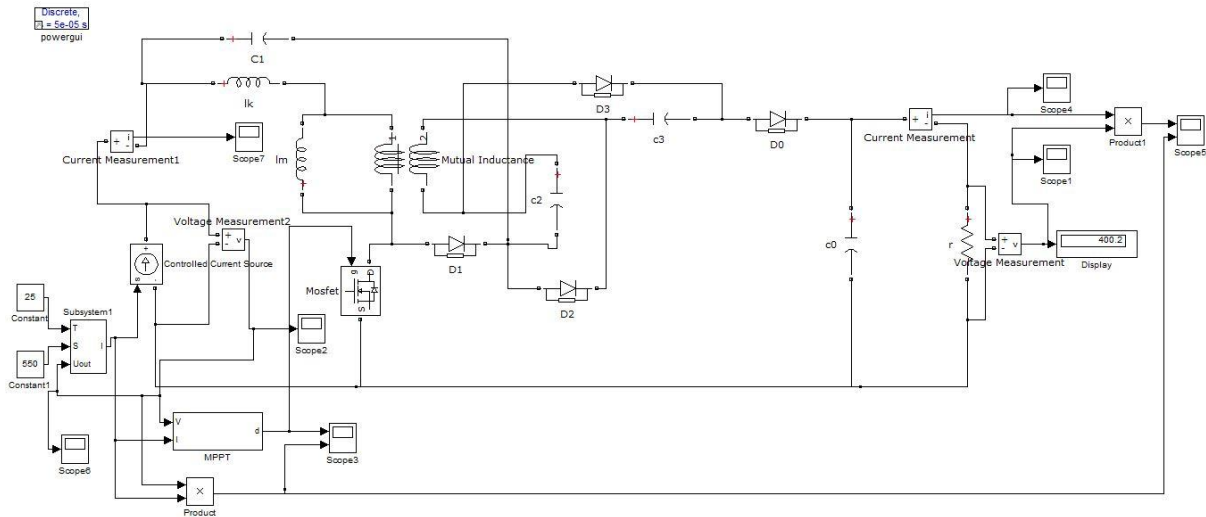 Discrete,
= 5e-05 s
powergui
C1
lk
Scope7
Current Measurement1
lm
1
2
Mutual Inductance
D3
c3
D0
Current Measurement
Scope4
Product1
Scope5
Scope1
c2
Voltage Measurement2
Controlled Current Source
D1
Mosfet
D2
c0
r
Voltage Measurement
400.2
Display
25
Constant
Subsystem1
T
S
Uout
I
550
Constant1
Scope2
Scope6
V
I
d
MPPT
Scope3
Product
+
-
i
v
s
g
D
S
×